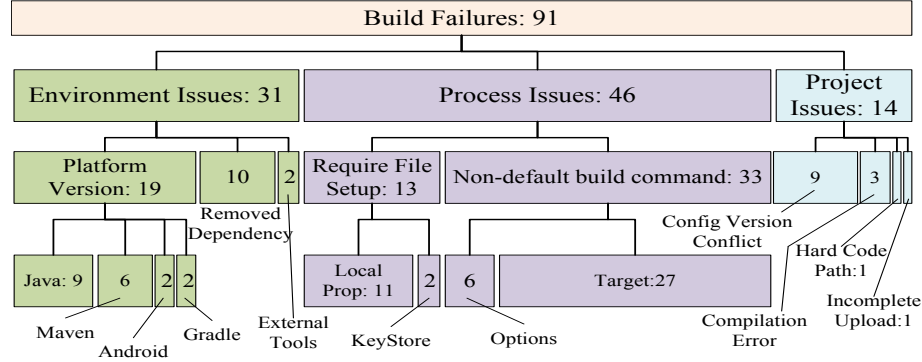 Build Failures: 91
Environment Issues: 31
Process Issues: 46
Project
Issues: 14
Platform
Version: 19
10
2
Removed
Dependency
External
Tools
Require File
Setup: 13
Non-default build command: 33
9
3
Config Version
Conflict
Compilation
Error
Hard Code
Path:1
Incomplete
Upload:1
Java: 9
6
2
2
Maven
Android
Gradle
Local
Prop: 11
2
KeyStore
6
Options
Target:27